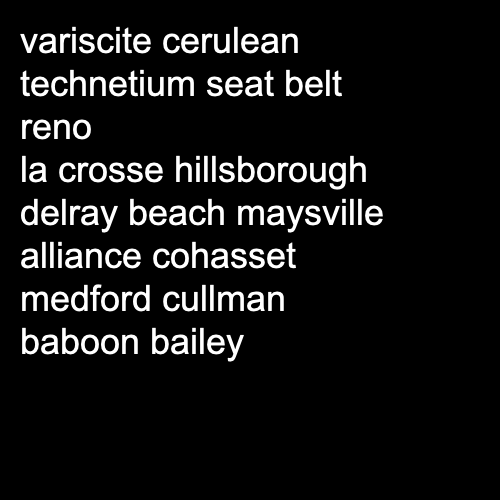 variscite cerulean
technetium seat belt
reno
la crosse hillsborough
delray beach maysville
alliance cohasset
medford cullman
baboon bailey